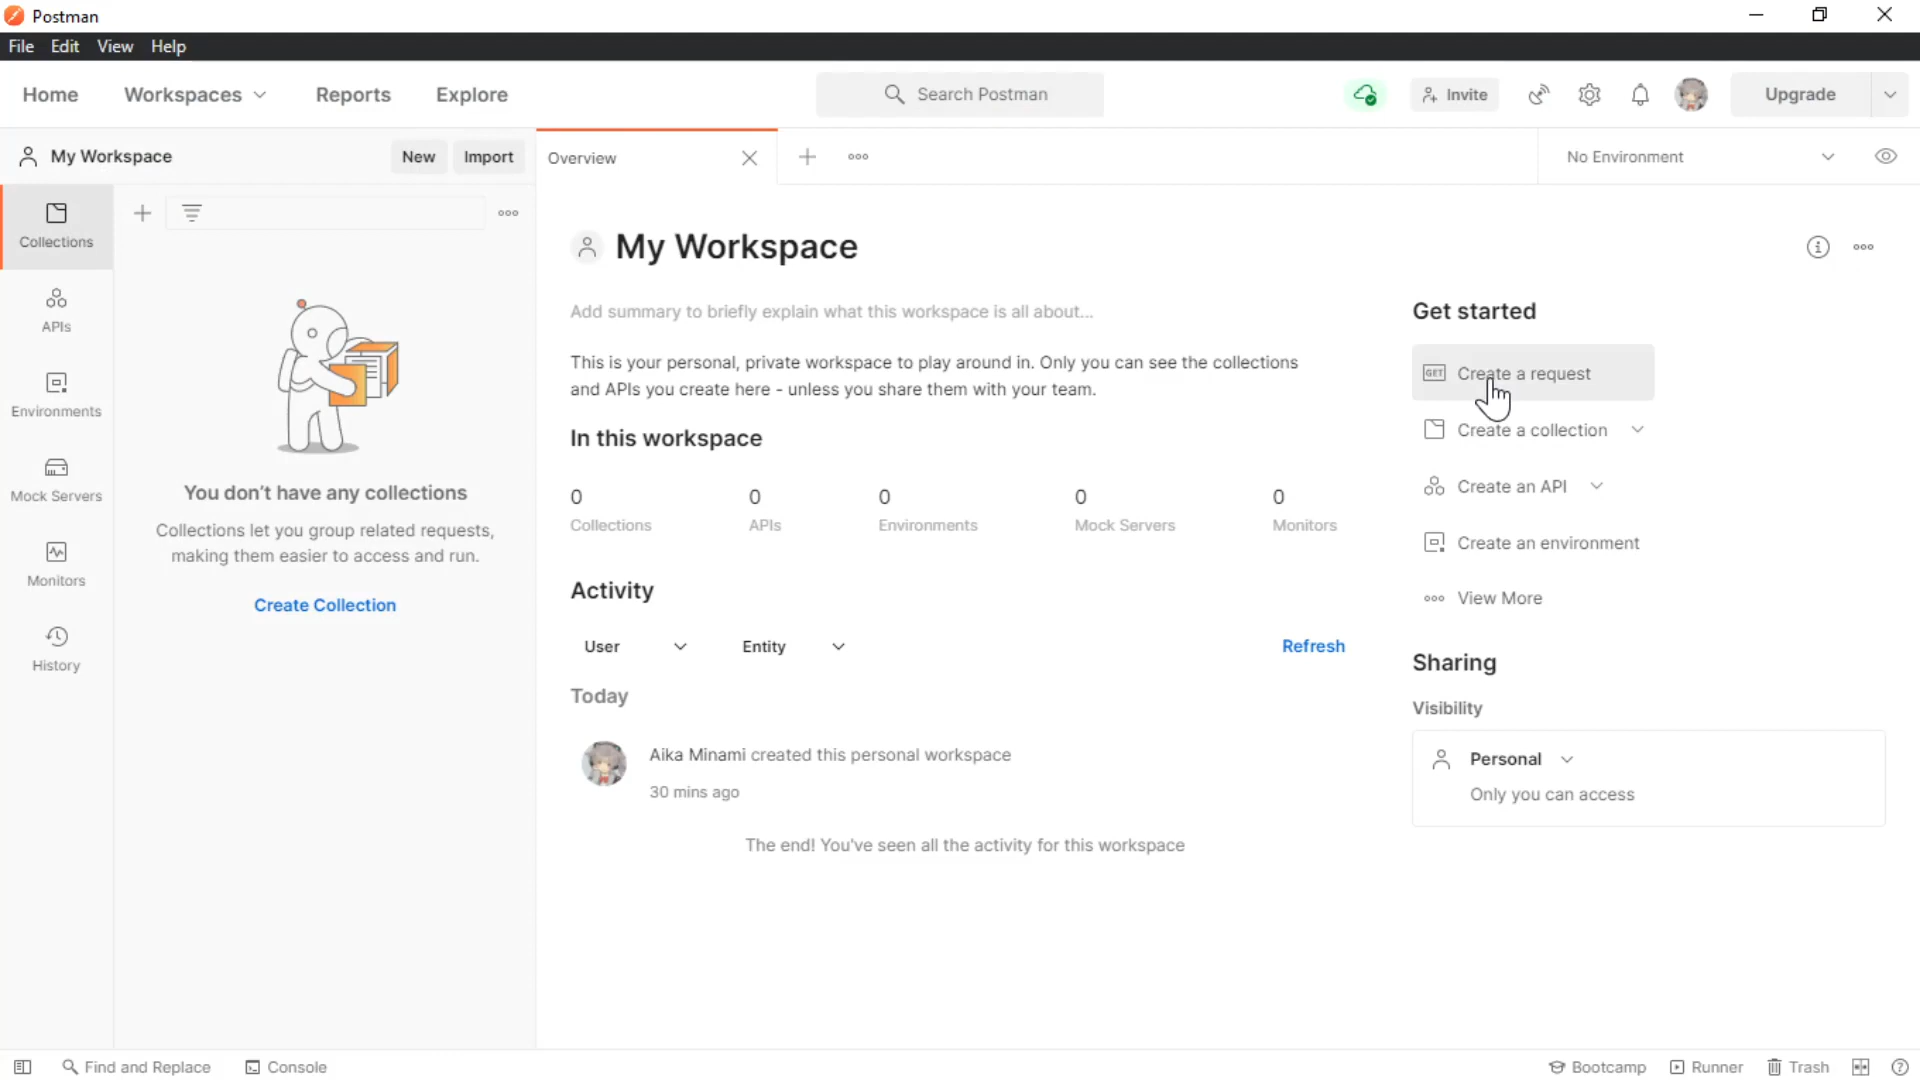 Postman
File Edit View Help
Home Workspaces Reports Explore Search Postman Invite Upgrade
My Workspace New Import Overview No Environment
Collections
APIs
Environments
Mock Servers
Monitors
History
You don't have any collections
Collections let you group related requests,
making them easier to access and run.
Create Collection
My Workspace
Add summary to briefly explain what this workspace is all about...
This is your personal, private workspace to play around in. Only you can see the collections
and APIs you create here - unless you share them with your team.
In this workspace
0 0 0 0 0
Collections APIs Environments Mock Servers Monitors
Activity
User Entity Refresh
Today
Aika Minami created this personal workspace
30 mins ago
The end! You've seen all the activity for this workspace
Get started
GET Create a request
Create a collection
Create an API
Create an environment
View More
Sharing
Visibility
Personal
Only you can access
Find and Replace Console Bootcamp Runner Trash